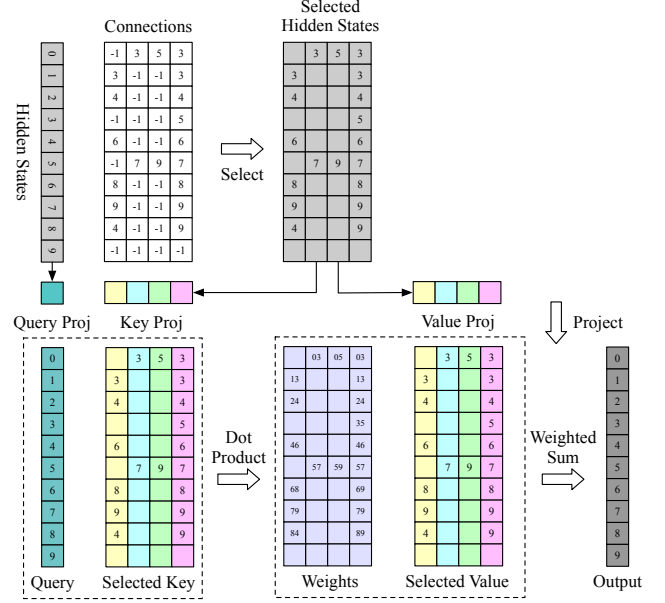 Connections
Selected
Hidden States
Hidden States
0
1
2
3
4
5
6
7
8
9
-1 3 5 3
3 -1 -1 3
4 -1 -1 4
-1 -1 -1 5
6 -1 -1 6
-1 7 9 7
8 -1 -1 8
9 -1 -1 9
4 -1 -1 9
-1 -1 -1 -1
Select
3 5 3
3 3
4 4
5
6 6
7 9 7
8 8
9 9
4 9
Query Proj
Key Proj
Value Proj
Project
0
1
2
3
4
5
6
7
8
9
Query
3 5 3
3 3
4 4
5
6 6
7 9 7
8 8
9 9
4 9
Selected Key
Dot
Product
03 05 03
13 13
24 24
35
46 46
57 59 57
68 69
79 79
84 89
Weights
3 5 3
3 3
4 4
5
6 6
7 9 7
8 8
9 9
4 9
Selected Value
Weighted
Sum
0
1
2
3
4
5
6
7
8
9
Output